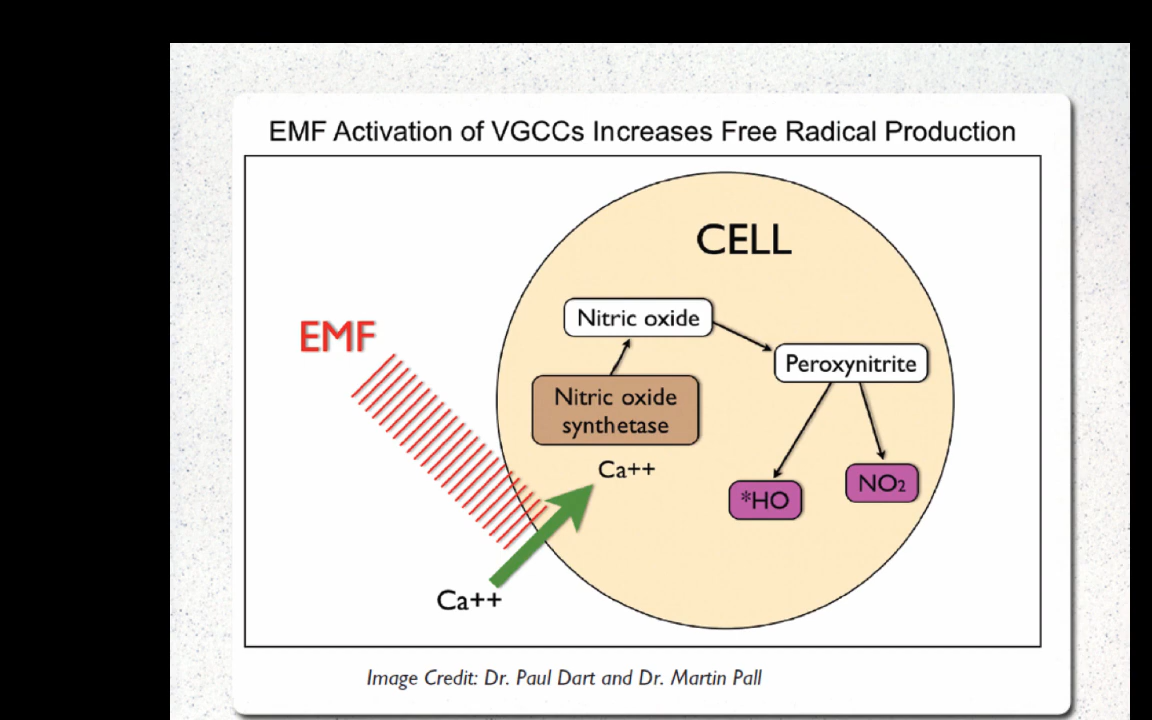 EMF Activation of VGCCs Increases Free Radical Production
CELL
EMF
Nitric oxide
Peroxynitrite
Nitric oxide
synthetase
Ca++
*HO
NO₂
Ca++
Image Credit: Dr. Paul Dart and Dr. Martin Pall